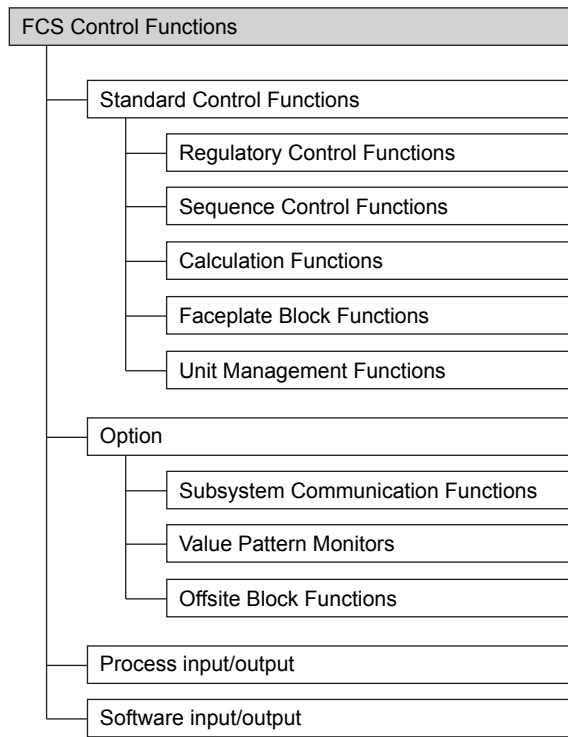 FCS Control Functions
Standard Control Functions
Regulatory Control Functions
Sequence Control Functions
Calculation Functions
Faceplate Block Functions
Unit Management Functions
Option
Subsystem Communication Functions
Value Pattern Monitors
Offsite Block Functions
Process input/output
Software input/output